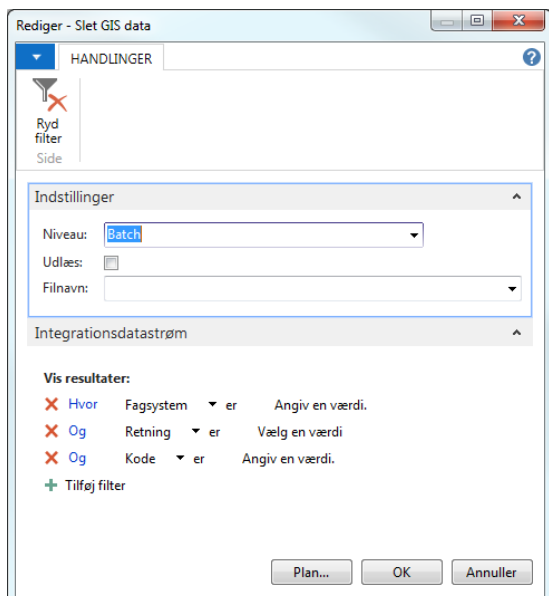 Rediger - Slet GIS data
HANDLINGER
Ryd
filter
Side
Indstillinger
Niveau: Batch
Udlæs:
Filnavn:
Integrationsdatastrøm
Vis resultater:
Hvor Fagsystem er Angiv en værdi.
Og Retning er Vælg en værdi
Og Kode er Angiv en værdi.
Tilføj filter
Plan... OK Annuller